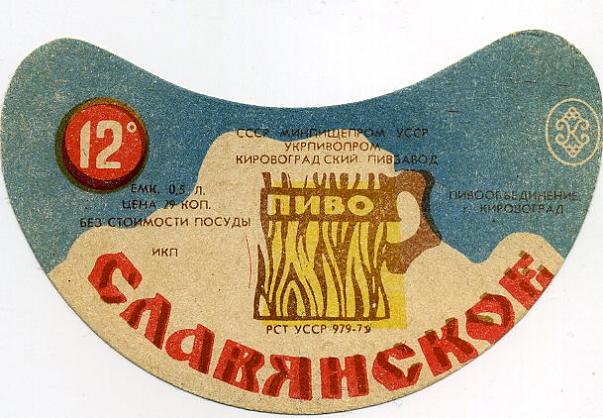 12°
СССР МИНПИЩЕПРОМ УССР
УКРПИВОПРОМ
КИРОВОГРАДСКИЙ ПИВЗАВОД
ЕМК. 0,5 Л.
ЦЕНА 29 КОП.
БЕЗ СТОИМОСТИ ПОСУДЫ
ИКП
ПИВО
ПИВООБЪЕДИНЕНИЕ
КИРОВОГРАД
РСТ УССР 979-79
СЛАВЯНСКОЕ